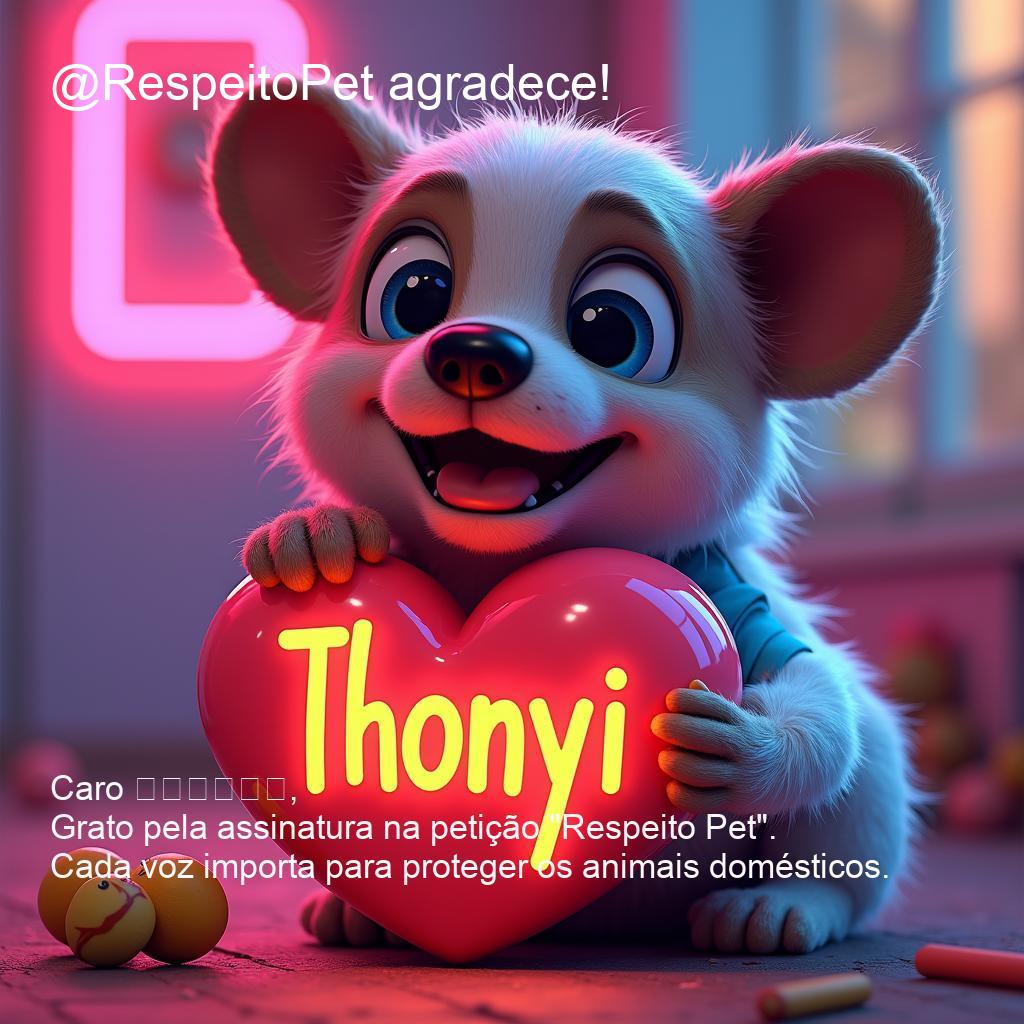 @RespeitoPet agradece!
Thonyi
Caro ,
Grato pela assinatura na petição "Respeito Pet".
Cada voz importa para proteger os animais domésticos.